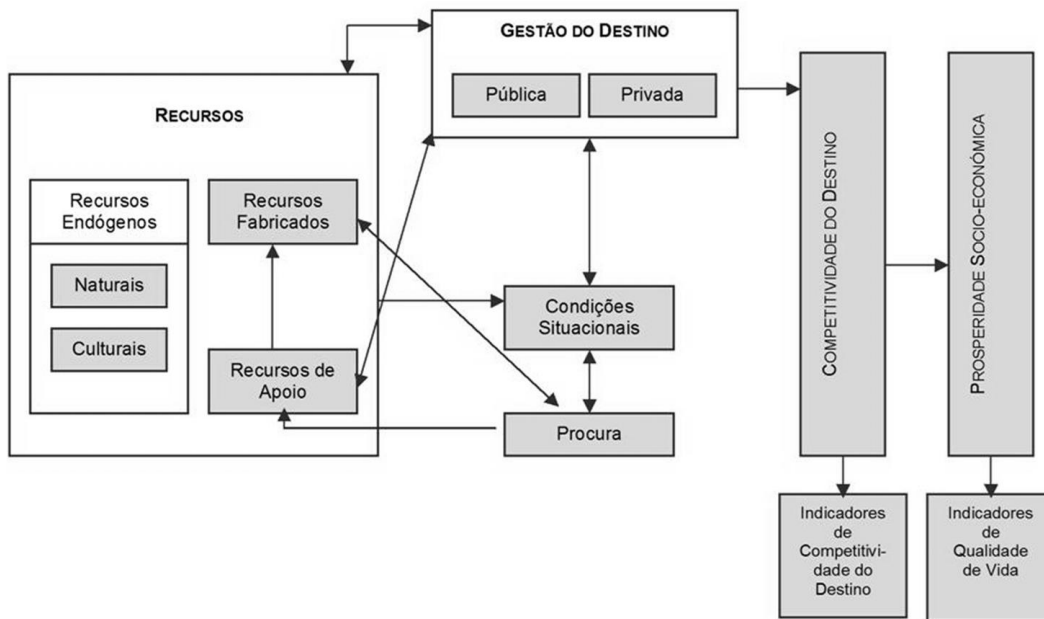 GESTÃO DO DESTINO
Pública
Privada
RECURSOS
Recursos
Endógenos
Naturais
Culturais
Recursos
Fabricados
Recursos de
Apoio
Condições
Situacionais
Procura
COMPETITIVIDADE DO DESTINO
PROSPERIDADE SOCIO-ECONÓMICA
Indicadores
de
Competitivi-
dade do
Destino
Indicadores
de
Qualidade
de Vida